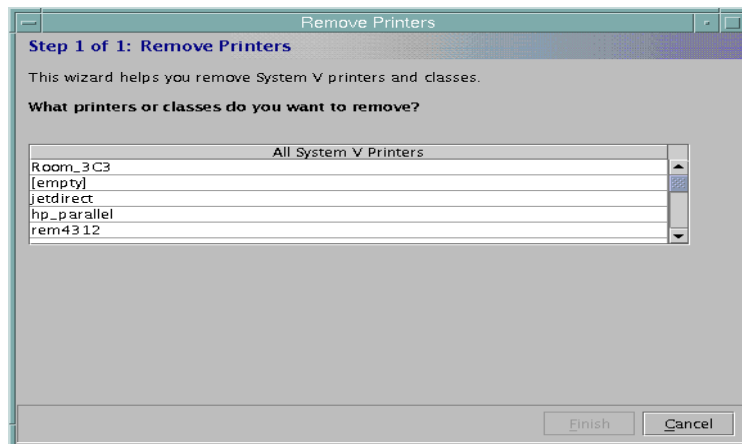 Remove Printers
Step 1 of 1: Remove Printers
This wizard helps you remove System V printers and classes.
What printers or classes do you want to remove?
All System V Printers
Room_3C3
[empty]
jetdirect
hp_parallel
rem4312
Finish
Cancel